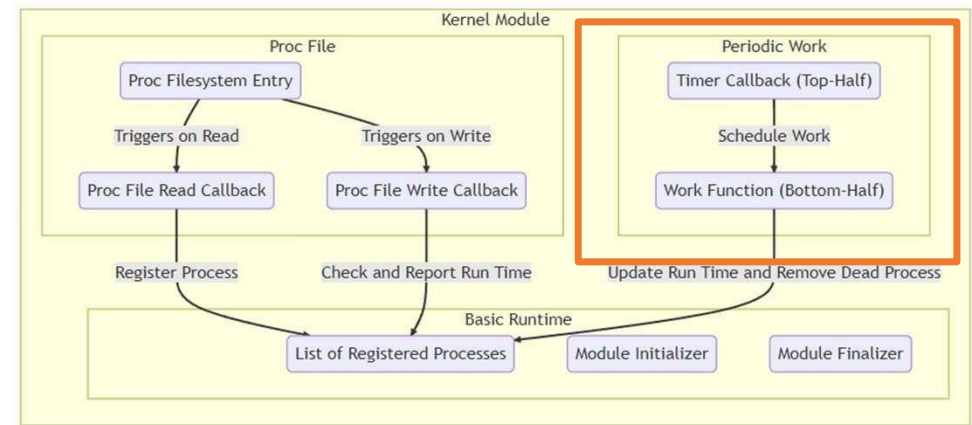 Kernel Module
Proc File
Periodic Work
Proc Filesystem Entry
Timer Callback (Top-Half)
Triggers on Read
Triggers on Write
Schedule Work
Proc File Read Callback
Proc File Write Callback
Work Function (Bottom-Half)
Register Process
Check and Report Run Time
Update Run Time and Remove Dead Process
Basic Runtime
List of Registered Processes
Module Initializer
Module Finalizer